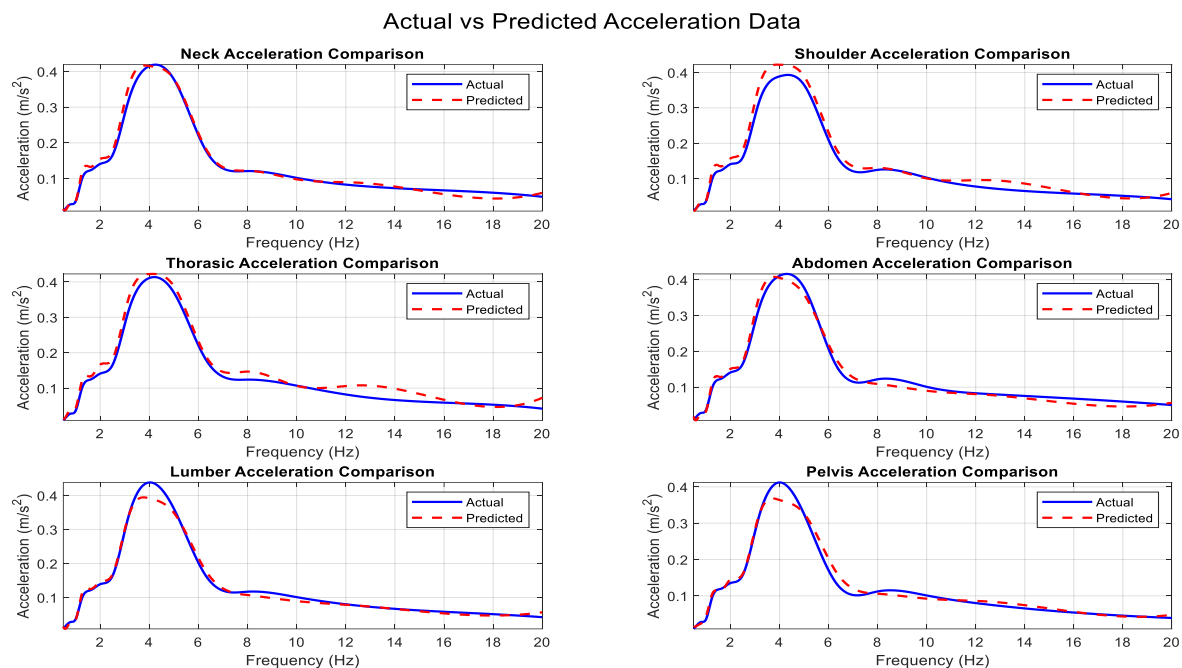 Actual vs Predicted Acceleration Data
Neck Acceleration Comparison
Acceleration (m/s²)
0.4
0.3
0.2
0.1
Actual
Predicted
2 4 6 8 10 12 14 16 18 20
Frequency (Hz)
Shoulder Acceleration Comparison
Acceleration (m/s²)
0.4
0.3
0.2
0.1
Actual
Predicted
2 4 6 8 10 12 14 16 18 20
Frequency (Hz)
Thorasic Acceleration Comparison
Acceleration (m/s²)
0.4
0.3
0.2
0.1
Actual
Predicted
2 4 6 8 10 12 14 16 18 20
Frequency (Hz)
Abdomen Acceleration Comparison
Acceleration (m/s²)
0.4
0.3
0.2
0.1
Actual
Predicted
2 4 6 8 10 12 14 16 18 20
Frequency (Hz)
Lumber Acceleration Comparison
Acceleration (m/s²)
0.4
0.3
0.2
0.1
Actual
Predicted
2 4 6 8 10 12 14 16 18 20
Frequency (Hz)
Pelvis Acceleration Comparison
Acceleration (m/s²)
0.4
0.3
0.2
0.1
Actual
Predicted
2 4 6 8 10 12 14 16 18 20
Frequency (Hz)